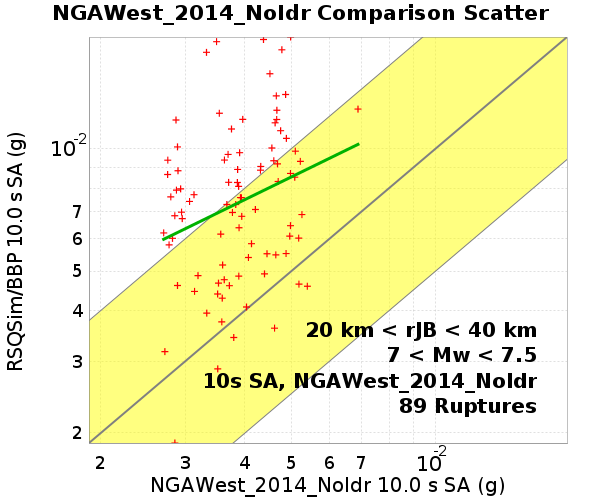 NGAWest_2014_NoIdr Comparison Scatter
RSQSim/BBP 10.0 s SA (g)
10-2
7
6
5
4
3
2
20 km < rJB < 40 km
7 < Mw < 7.5
10s SA, NGAWest_2014_NoIdr
89 Ruptures
2 3 4 5 6 7 10-2
NGAWest_2014_NoIdr 10.0 s SA (g)